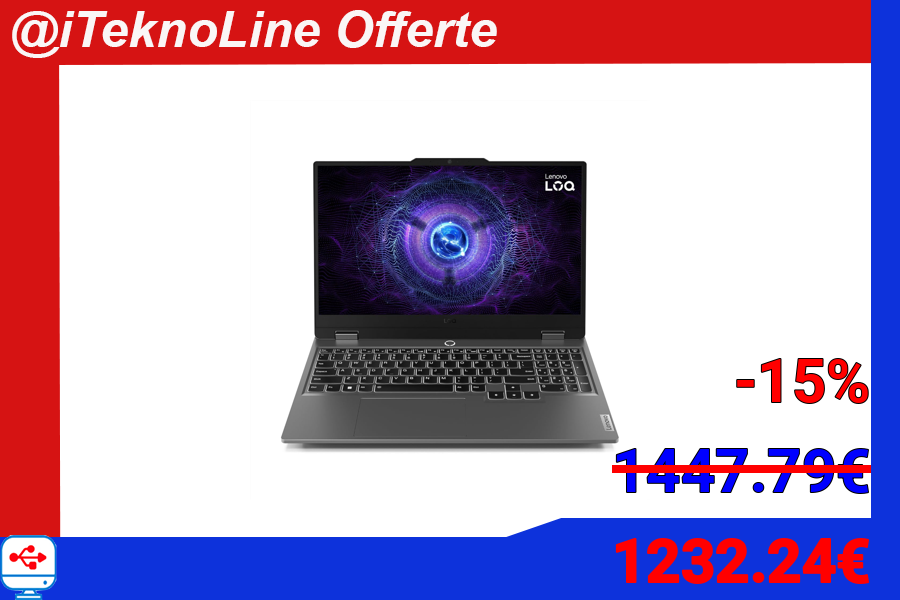 @iTeknoLine Offerte
Lenovo
LOQ
-15%
1447.79€
1232.24€